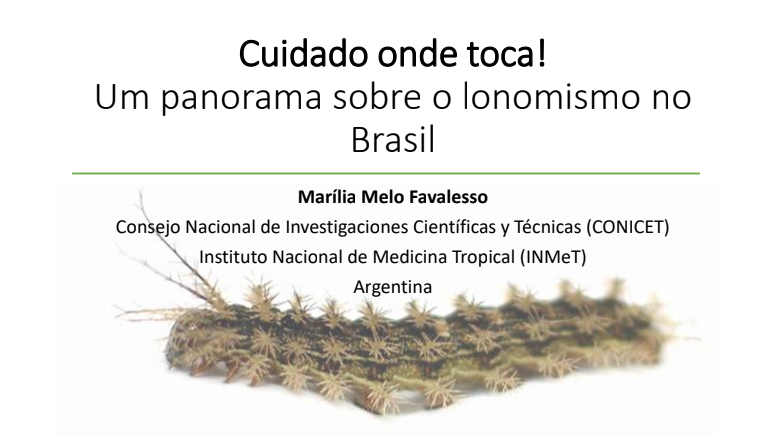 Cuidado onde toca!
Um panorama sobre o lonomismo no
Brasil
Marília Melo Favalesso
Consejo Nacional de Investigaciones Científicas y Técnicas (CONICET)
Instituto Nacional de Medicina Tropical (INMeT)
Argentina